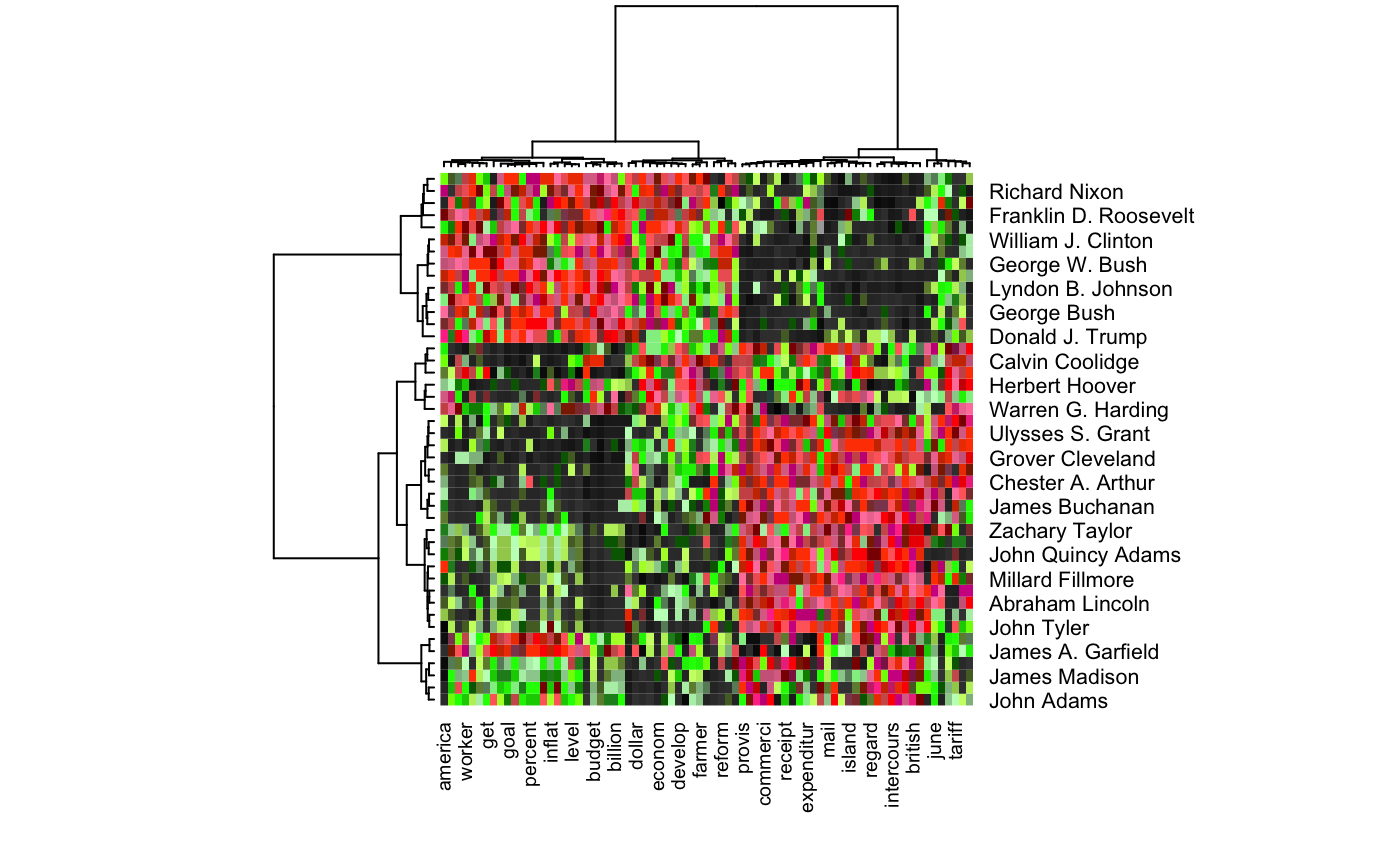 Richard Nixon
Franklin D. Roosevelt
William J. Clinton
George W. Bush
Lyndon B. Johnson
George Bush
Donald J. Trump
Calvin Coolidge
Herbert Hoover
Warren G. Harding
Ulysses S. Grant
Grover Cleveland
Chester A. Arthur
James Buchanan
Zachary Taylor
John Quincy Adams
Millard Fillmore
Abraham Lincoln
John Tyler
James A. Garfield
James Madison
John Adams
america
worker
get
goal
percent
inflat
level
budget
billion
dollar
econom
develop
farmer
reform
provis
commerci
receipt
expenditur
mail
island
regard
intercours
british
june
tariff